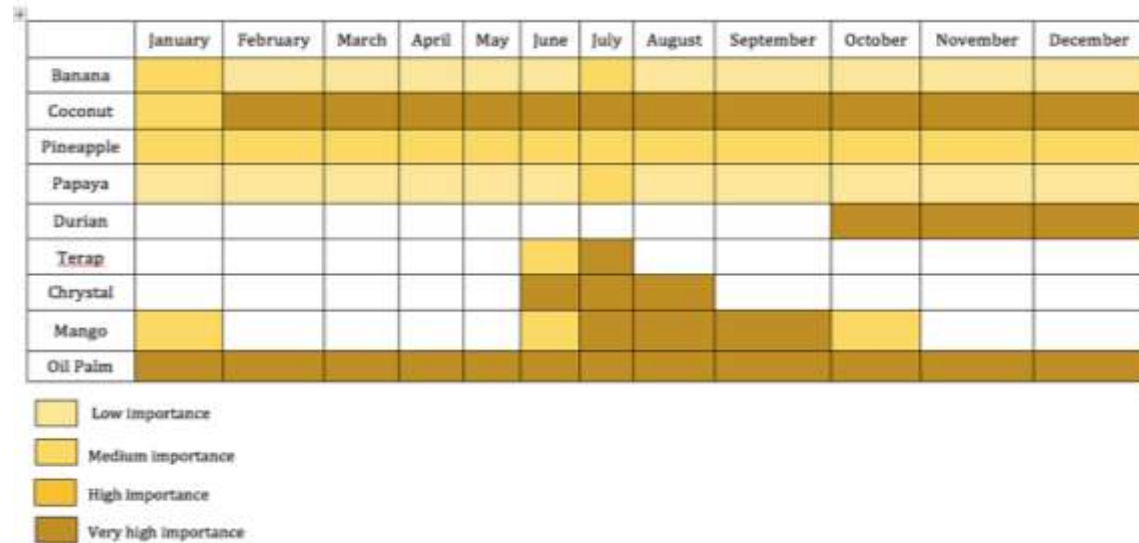 January February March April May June July August September October November December
Banana
Coconut
Pineapple
Papaya
Durian
Terap
Chrystal
Mango
Oil Palm
Low importance
Medium importance
High importance
Very high importance